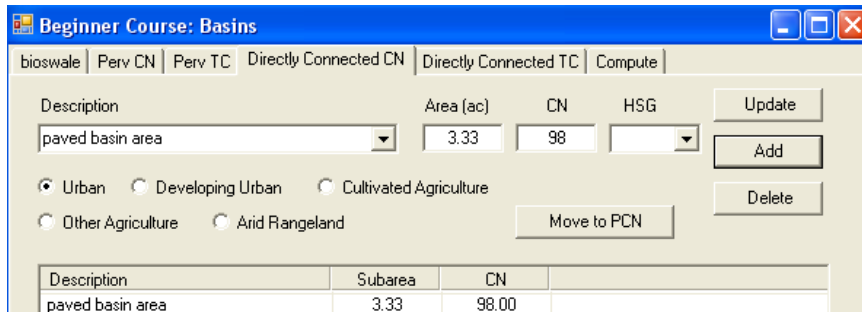 Beginner Course: Basins
bioswale Perv CN Perv TC Directly Connected CN Directly Connected TC Compute
Description Area (ac) CN HSG Update
paved basin area 3.33 98
Add
Urban Developing Urban Cultivated Agriculture
Delete
Other Agriculture Arid Rangeland Move to PCN
Description Subarea CN
paved basin area 3.33 98.00